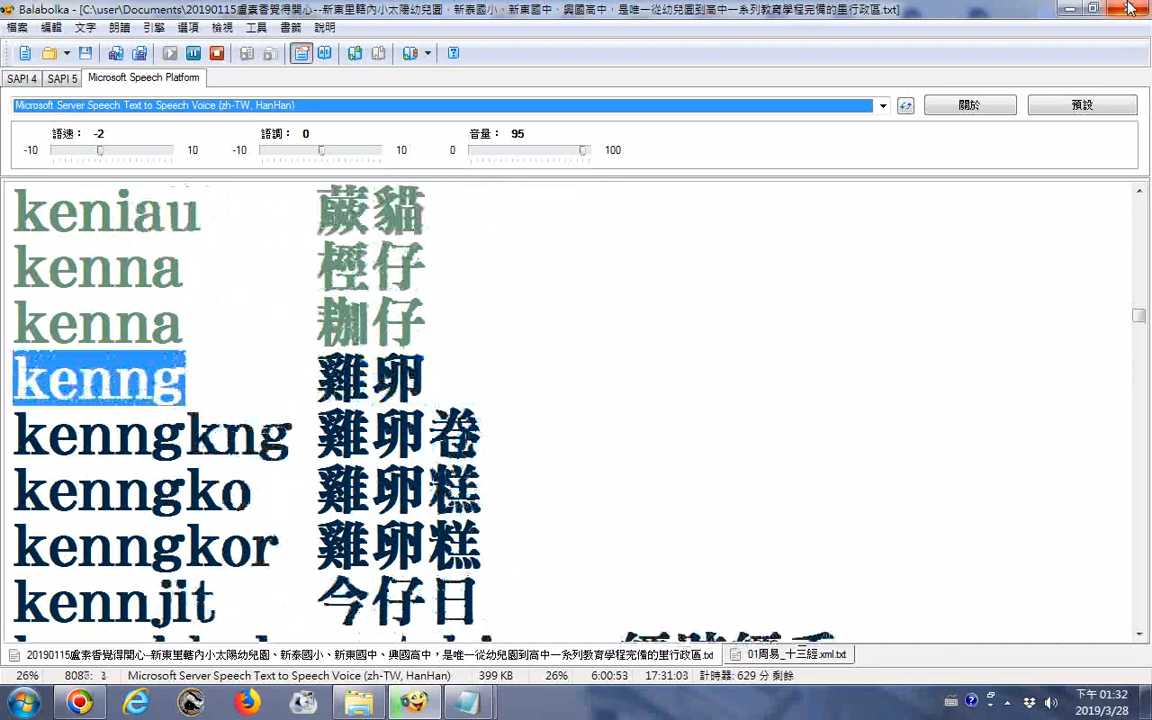 Balabolka - [C:\user\Documents\20190115盧素香覺得開心--新東里轄內小太陽幼兒園、新泰國小、新東國中、興國高中，是唯一從幼兒園到高中一系列教育學程完備的里行政區.txt]
檔案 編輯 文字 朗讀 引擎 選項 檢視 工具 書籤 說明
SAPI 4 SAPI 5 Microsoft Speech Platform
Microsoft Server Speech Text to Speech Voice (zh-TW, HanHan) 關於 預設
語速： -2 語調： 0 音量： 95
-10 10 -10 10 0 100
keniau 蕨貓
kenna 樫仔
kenna 耞仔
kenng 雞卵
kenngkng 雞卵卷
kenngko 雞卵糕
kenngkor 雞卵糕
kennjit 今仔日
20190115盧素香覺得開心--新東里轄內小太陽幼兒園、新泰國小、新東國中、興國高中，是唯一從幼兒園到高中一系列教育學程完備的里行政區.txt 01周易_十三經.xml.txt
26% Microsoft Server Speech Text to Speech Voice (zh-TW, HanHan) 399 KB 26% 6:00:53 17:31:03 計時器: 629 分 剩餘
下午 01:32
2019/3/28